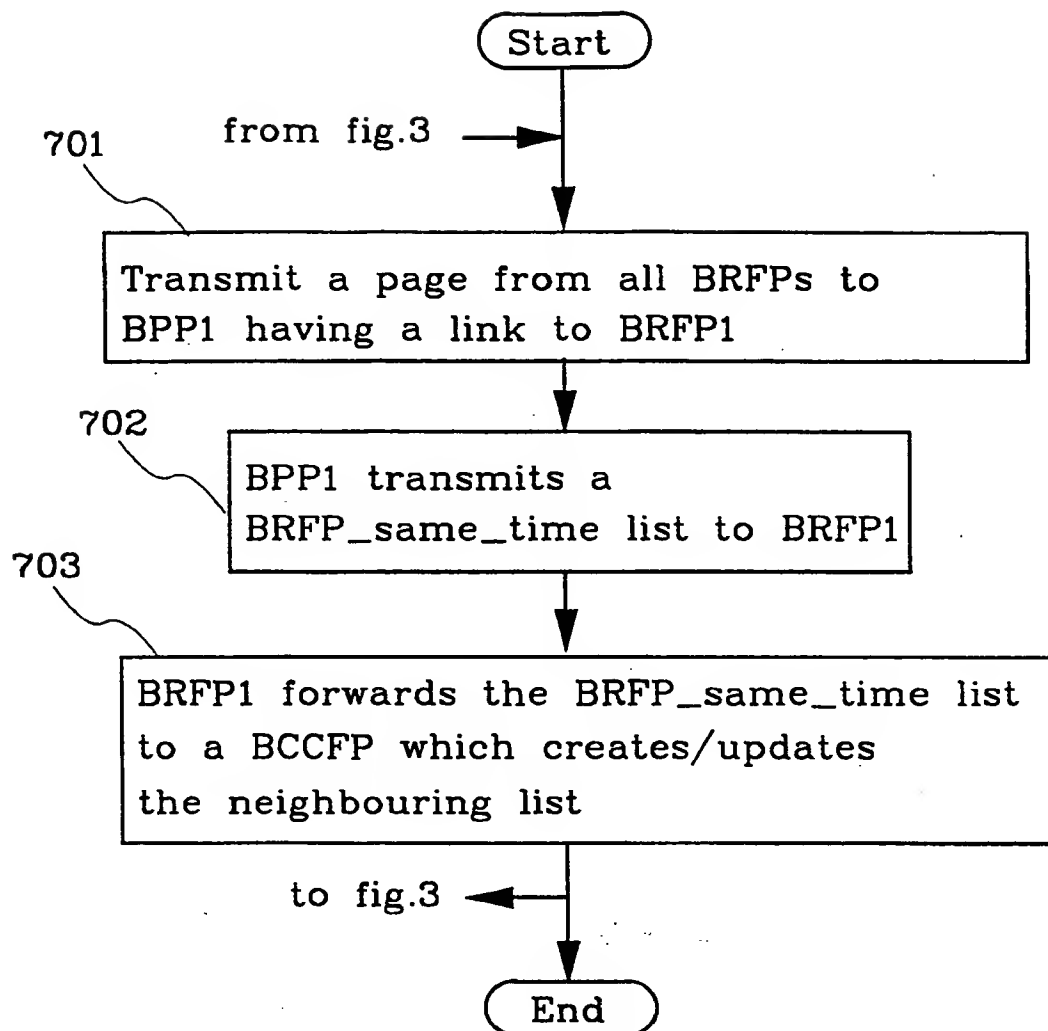 Start
from fig.3
701
Transmit a page from all BRFPs to
BPP1 having a link to BRFP1
702
BPP1 transmits a
BRFP_same_time list to BRFP1
703
BRFP1 forwards the BRFP_same_time list
to a BCCFP which creates/updates
the neighbouring list
to fig.3
End